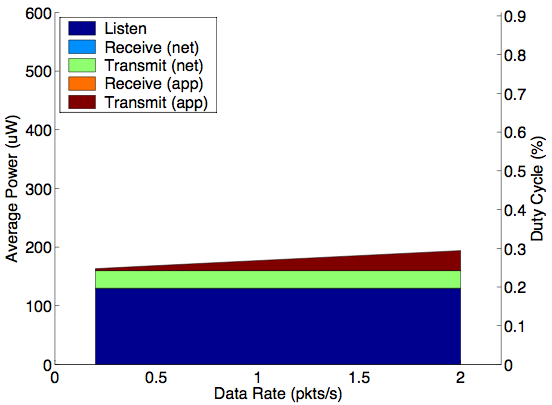 600
500
400
300
200
100
0
Average Power (uW)
Listen
Receive (net)
Transmit (net)
Receive (app)
Transmit (app)
0.9
0.8
0.7
0.6
0.5
0.4
0.3
0.2
0.1
0
Duty Cycle (%)
0
0.5
1
1.5
2
Data Rate (pkts/s)